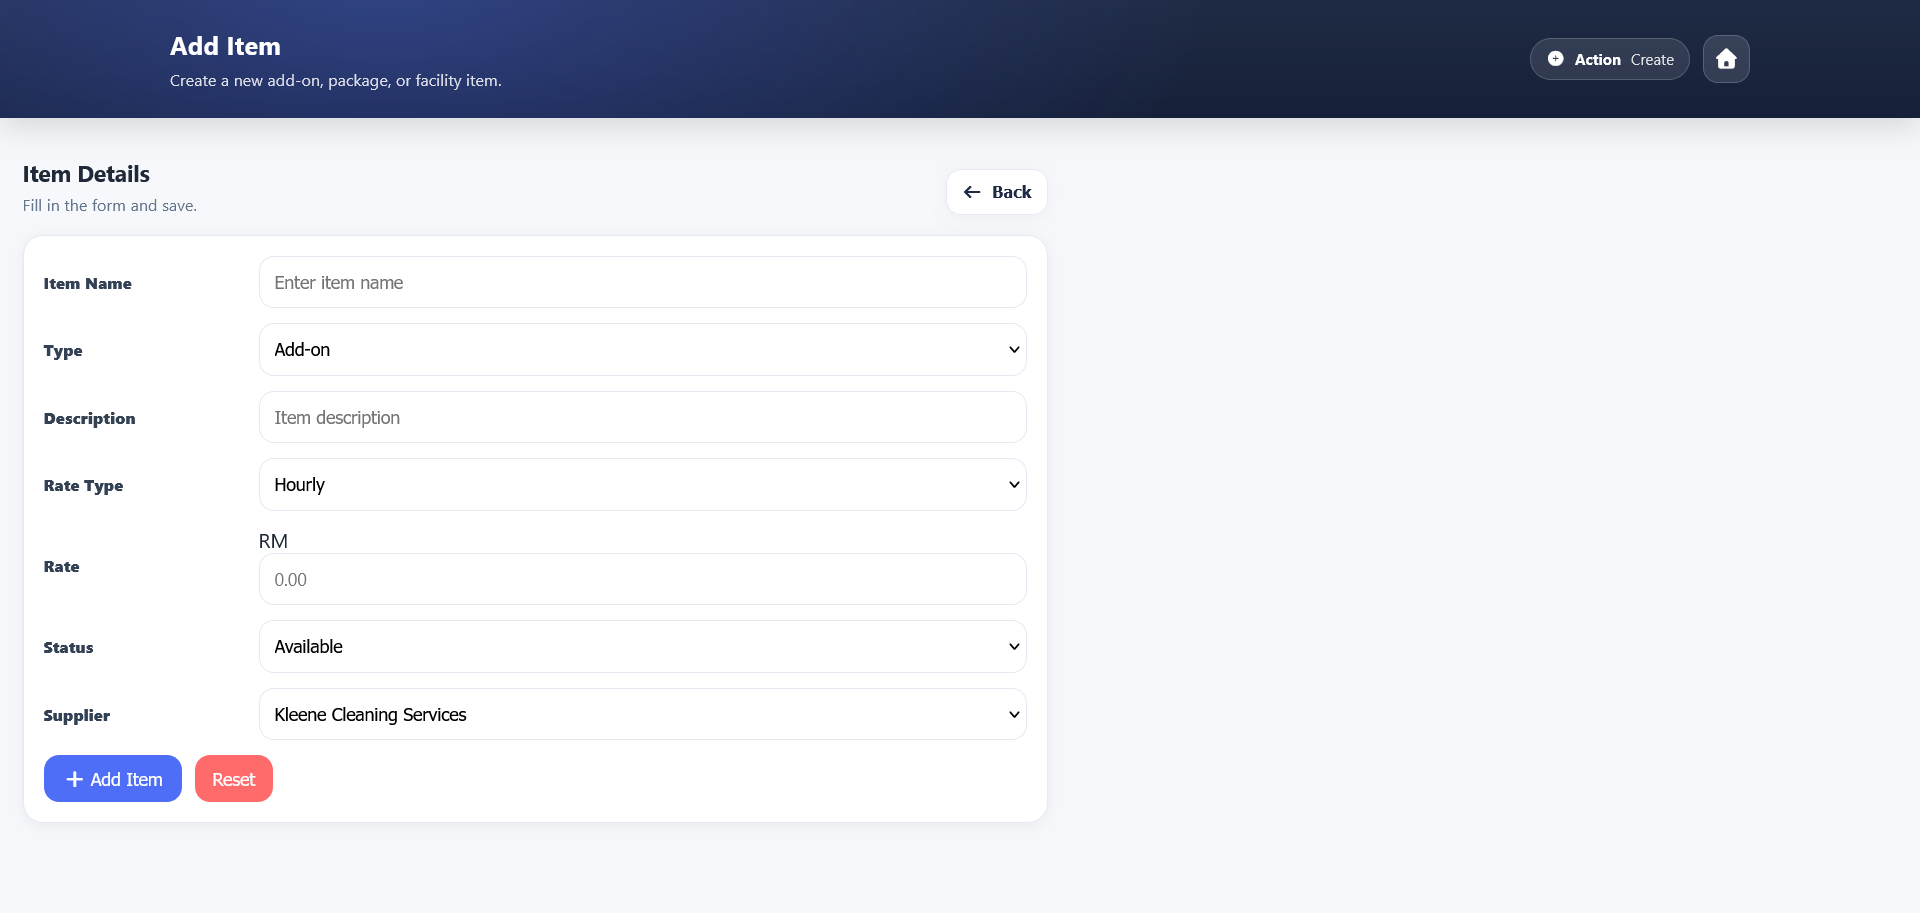 Add Item
Create a new add-on, package, or facility item.
Action Create
Item Details
Fill in the form and save.
Back
Item Name
Enter item name
Type
Add-on
Description
Item description
Rate Type
Hourly
Rate
RM
0.00
Status
Available
Supplier
Kleene Cleaning Services
Add Item
Reset